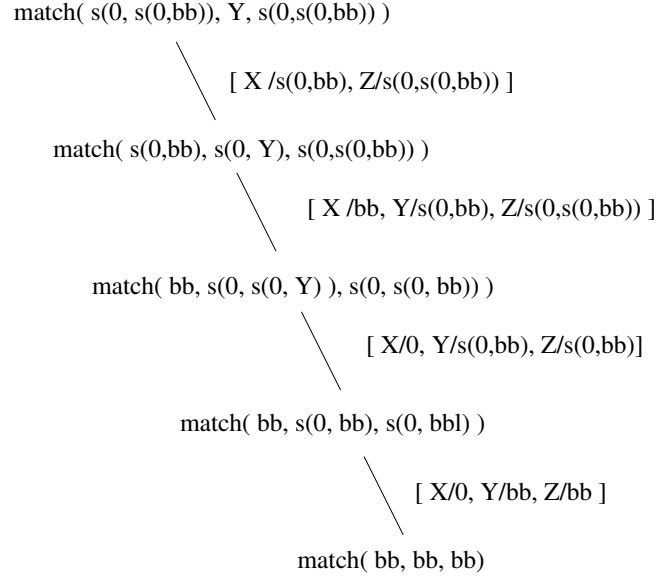 match( s(0, s(0,bb)), Y, s(0,s(0,bb)) )
[ X /s(0,bb), Z/s(0,s(0,bb)) ]
match( s(0,bb), s(0, Y), s(0,s(0,bb)) )
[ X /bb, Y/s(0,bb), Z/s(0,s(0,bb)) ]
match( bb, s(0, s(0, Y) ), s(0, s(0, bb)) )
[ X/0, Y/s(0,bb), Z/s(0,bb)]
match( bb, s(0, bb), s(0, bbl) )
[ X/0, Y/bb, Z/bb ]
match( bb, bb, bb)